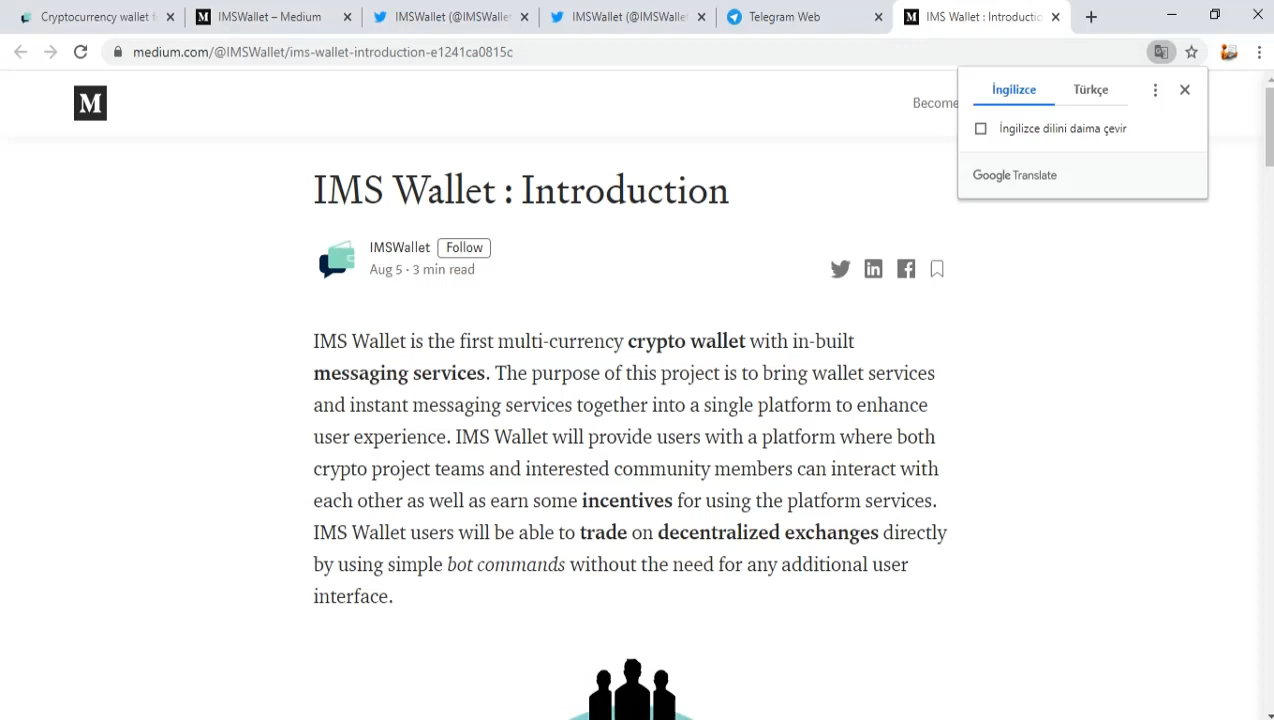 Cryptocurrency wallet f
IMSWallet – Medium
IMSWallet (@IMSWalle
IMSWallet (@IMSWalle
Telegram Web
IMS Wallet : Introductio
medium.com/@IMSWallet/ims-wallet-introduction-e1241ca0815c
M
Become
İngilizce
Türkçe
İngilizce dilini daima çevir
Google Translate
IMS Wallet : Introduction
IMSWallet Follow
Aug 5 · 3 min read
IMS Wallet is the first multi-currency crypto wallet with in-built
messaging services. The purpose of this project is to bring wallet services
and instant messaging services together into a single platform to enhance
user experience. IMS Wallet will provide users with a platform where both
crypto project teams and interested community members can interact with
each other as well as earn some incentives for using the platform services.
IMS Wallet users will be able to trade on decentralized exchanges directly
by using simple bot commands without the need for any additional user
interface.